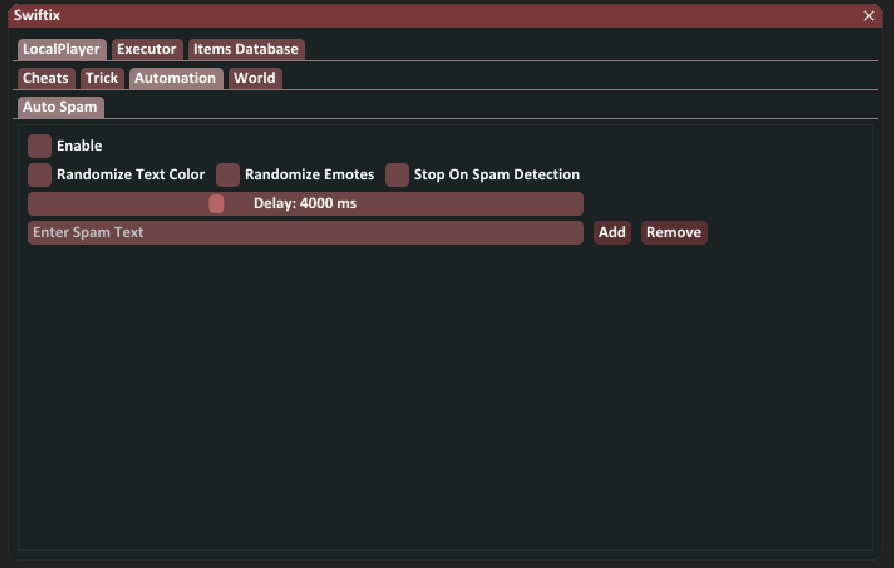 Swiftix
LocalPlayer Executor Items Database
Cheats Trick Automation World
Auto Spam
Enable
Randomize Text Color Randomize Emotes Stop On Spam Detection
Delay: 4000 ms
Enter Spam Text Add Remove